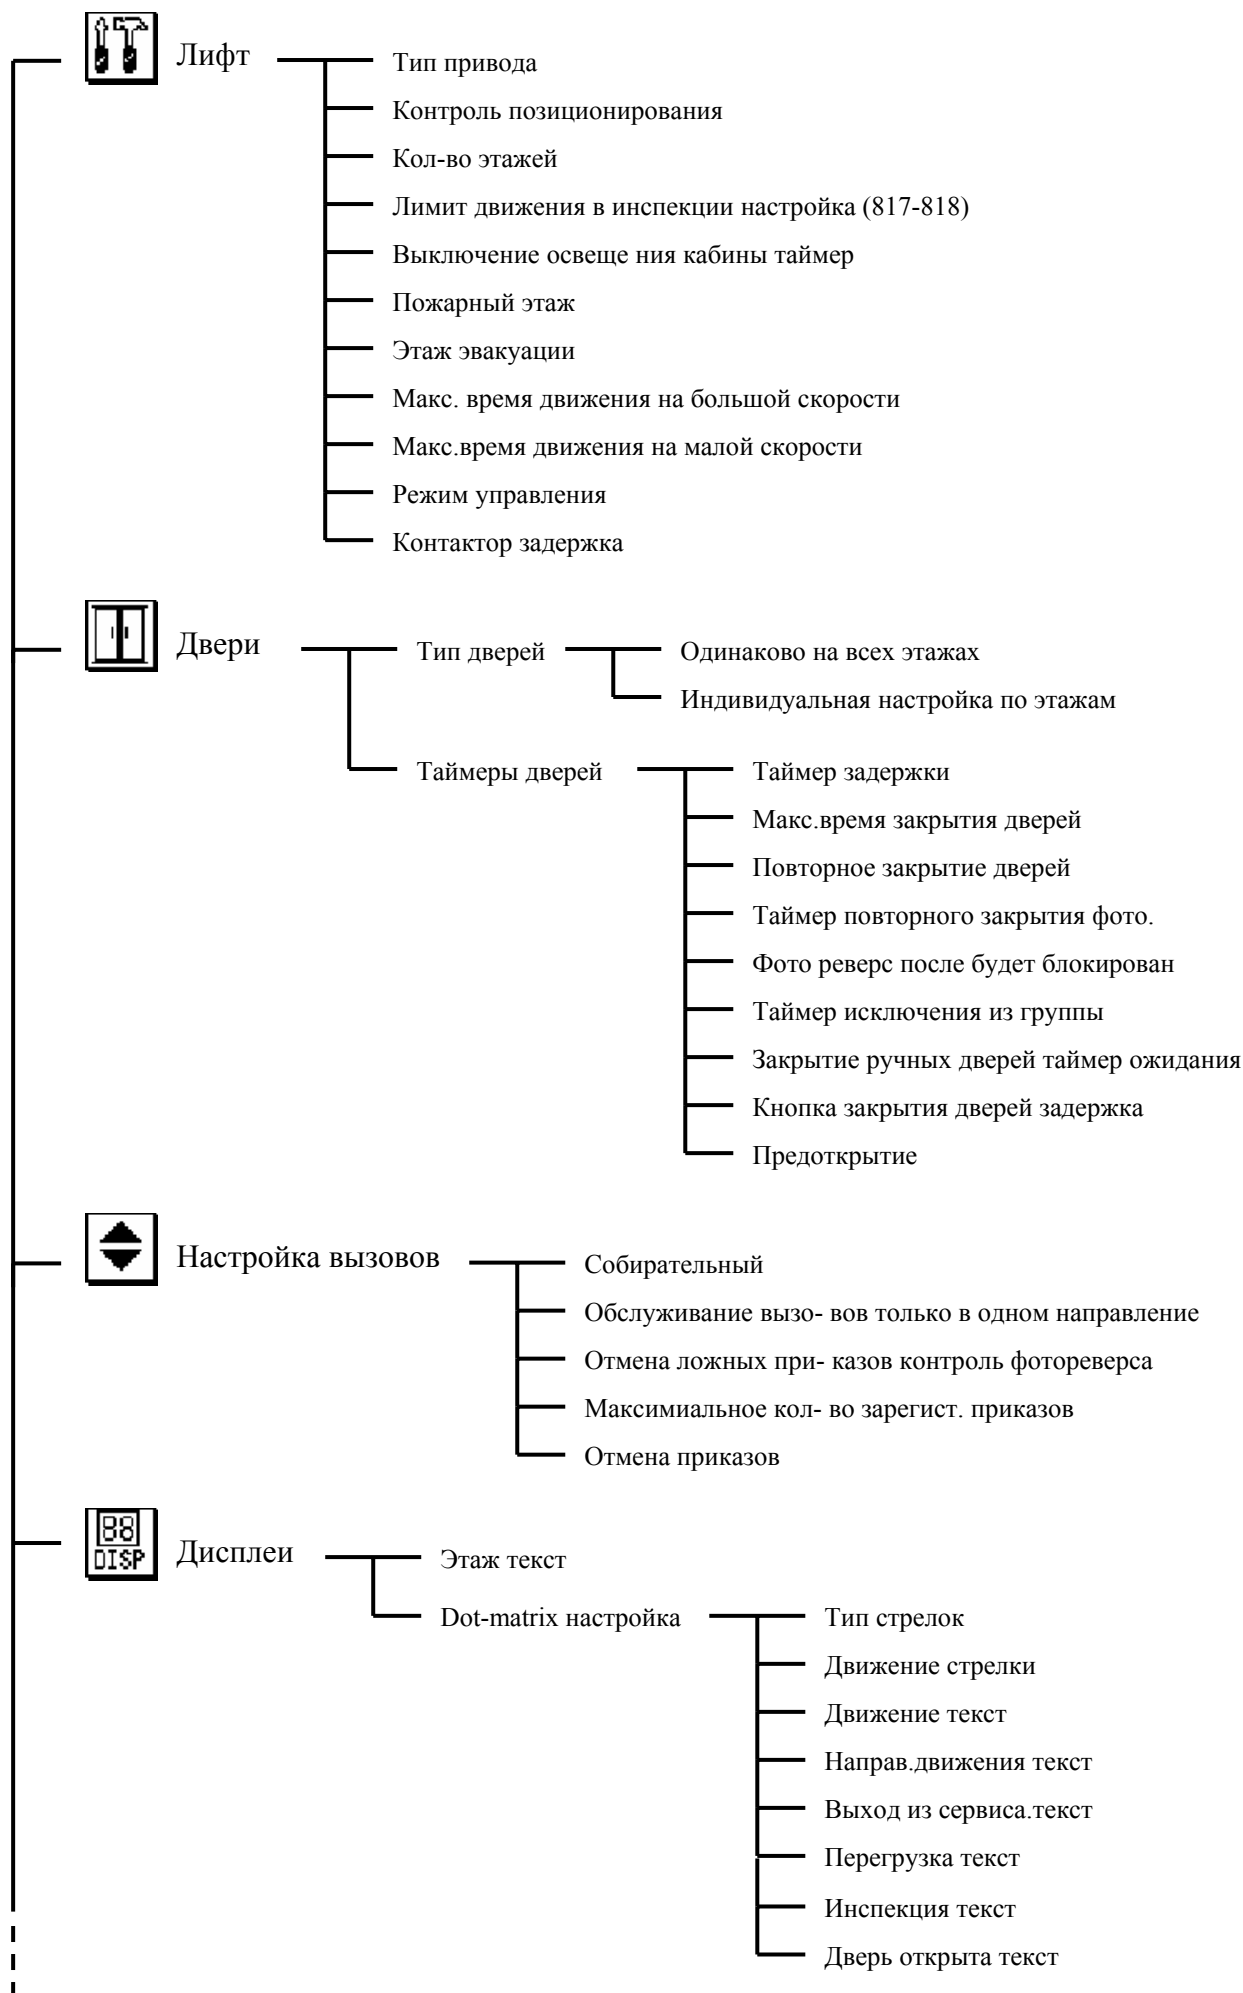 Лифт
Тип привода
Контроль позиционирования
Кол-во этажей
Лимит движения в инспекции настройка (817-818)
Выключение освеще ния кабины таймер
Пожарный этаж
Этаж эвакуации
Макс. время движения на большой скорости
Макс.время движения на малой скорости
Режим управления
Контактор задержка
Двери
Тип дверей
Одинаково на всех этажах
Индивидуальная настройка по этажам
Таймеры дверей
Таймер задержки
Макс.время закрытия дверей
Повторное закрытие дверей
Таймер повторного закрытия фото.
Фото реверс после будет блокирован
Таймер исключения из группы
Закрытие ручных дверей таймер ожидания
Кнопка закрытия дверей задержка
Предоткрытие
Настройка вызовов
Собирательный
Обслуживание вызо- вов только в одном направление
Отмена ложных при- казов контроль фотореверса
Максимиальное кол- во зарегист. приказов
Отмена приказов
88
DISP
Дисплеи
Этаж текст
Dot-matrix настройка
Тип стрелок
Движение стрелки
Движение текст
Направ.движения текст
Выход из сервиса.текст
Перегрузка текст
Инспекция текст
Дверь открыта текст